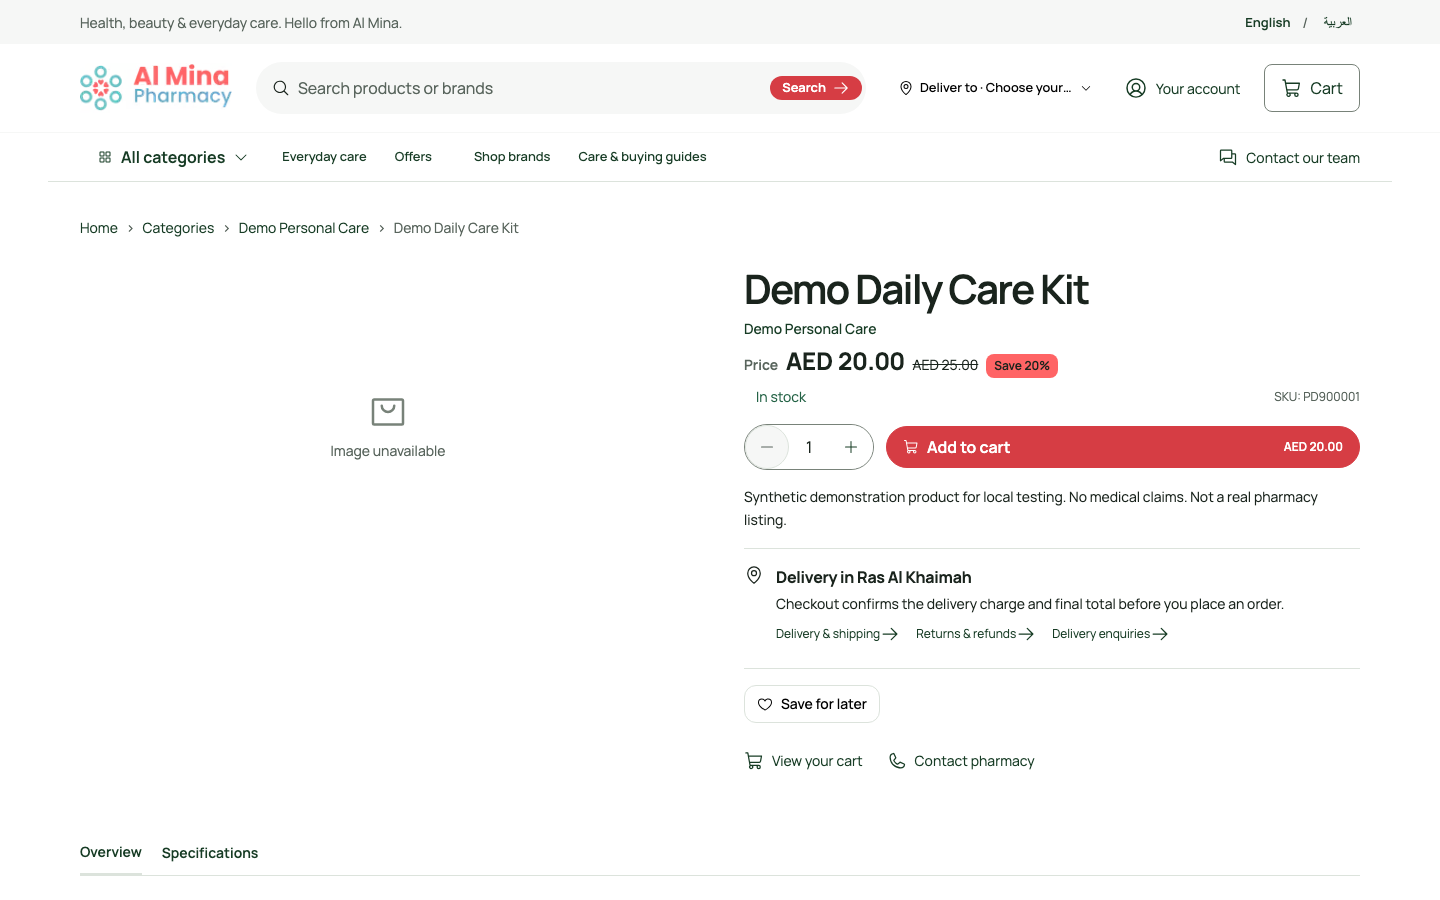 Health, beauty & everyday care. Hello from Al Mina.
English / العربية
Al Mina
Pharmacy
Search products or brands
Search
Deliver to · Choose your...
Your account
Cart
All categories
Everyday care
Offers
Shop brands
Care & buying guides
Contact our team
Home > Categories > Demo Personal Care > Demo Daily Care Kit
Image unavailable
Demo Daily Care Kit
Demo Personal Care
Price AED 20.00 AED 25.00 Save 20%
In stock
SKU: PD900001
1
Add to cart
AED 20.00
Synthetic demonstration product for local testing. No medical claims. Not a real pharmacy
listing.
Delivery in Ras Al Khaimah
Checkout confirms the delivery charge and final total before you place an order.
Delivery & shipping
Returns & refunds
Delivery enquiries
Save for later
View your cart
Contact pharmacy
Overview
Specifications